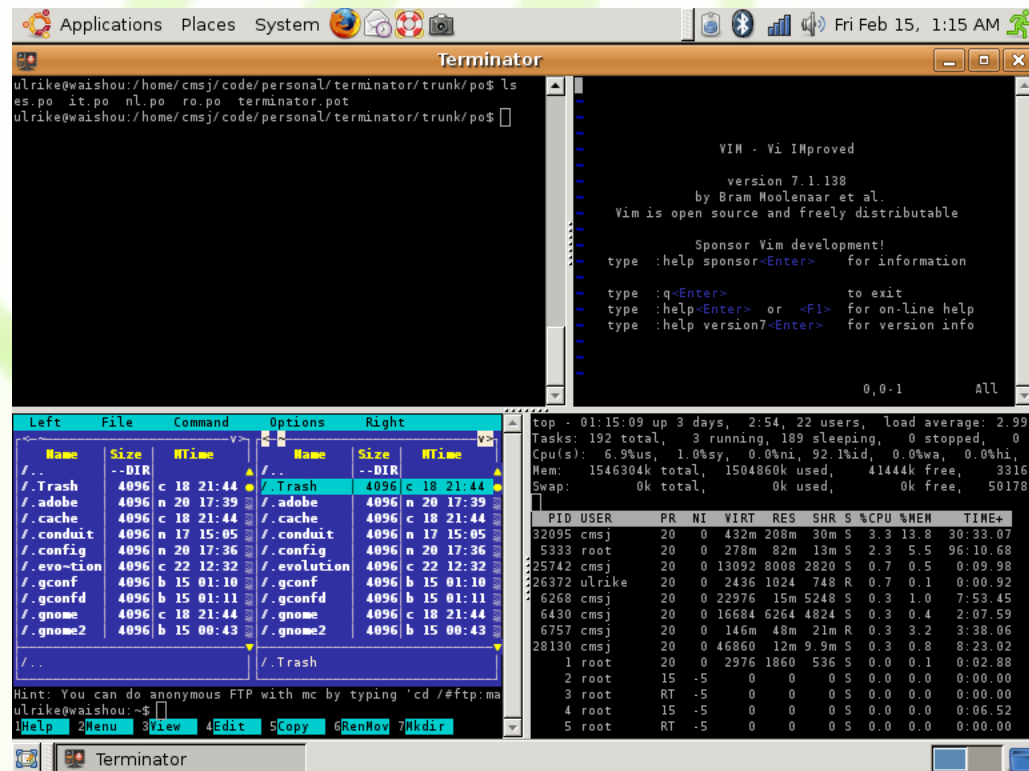 Applications Places System Fri Feb 15, 1:15 AM
Terminator
ulrike@waishou:/home/cmsj/code/personal/terminator/trunk/po$ ls
es.po it.po nl.po ro.po terminator.pot
ulrike@waishou:/home/cmsj/code/personal/terminator/trunk/po$
~
VIM - Vi IMproved
version 7.1.138
by Bram Moolenaar et al.
Vim is open source and freely distributable
Sponsor Vim development!
type :help sponsor<Enter> for information
type :q<Enter> to exit
type :help<Enter> or <F1> for on-line help
type :help version7<Enter> for version info
0,0-1 All
Left File Command Options Right
<-~ v> <-~ v>
Name Size MTime Name Size MTime
/.. --DIR /.. --DIR
/.Trash 4096 c 18 21:44 /.Trash 4096 c 18 21:44
/.adobe 4096 n 20 17:39 /.adobe 4096 n 20 17:39
/.cache 4096 c 18 21:44 /.cache 4096 c 18 21:44
/.conduit 4096 n 17 15:05 /.conduit 4096 n 17 15:05
/.config 4096 n 20 17:36 /.config 4096 n 20 17:36
/.evo~tion 4096 c 22 12:32 /.evolution 4096 c 22 12:32
/.gconf 4096 b 15 01:10 /.gconf 4096 b 15 01:10
/.gconfd 4096 b 15 01:11 /.gconfd 4096 b 15 01:11
/.gnome 4096 c 18 21:44 /.gnome 4096 c 18 21:44
/.gnome2 4096 b 15 00:43 /.gnome2 4096 b 15 00:43
/.. /.Trash
Hint: You can do anonymous FTP with mc by typing 'cd /#ftp:ma
ulrike@waishou:~$
1Help 2Menu 3View 4Edit 5Copy 6RenMov 7Mkdir
top - 01:15:09 up 3 days, 2:54, 22 users, load average: 2.99
Tasks: 192 total, 3 running, 189 sleeping, 0 stopped, 0
Cpu(s): 6.9%us, 1.0%sy, 0.0%ni, 92.1%id, 0.0%wa, 0.0%hi,
Mem: 1546304k total, 1504860k used, 41444k free, 3316
Swap: 0k total, 0k used, 0k free, 50178
PID USER PR NI VIRT RES SHR S %CPU %MEM TIME+
32095 cmsj 20 0 432m 208m 30m S 3.3 13.8 30:33.07
5333 root 20 0 278m 82m 13m S 2.3 5.5 96:10.68
25742 cmsj 20 0 13092 8008 2820 S 0.7 0.5 0:09.98
26372 ulrike 20 0 2436 1024 748 R 0.7 0.1 0:00.92
6268 cmsj 20 0 22976 15m 5248 S 0.3 1.0 7:53.45
6430 cmsj 20 0 16684 6264 4824 S 0.3 0.4 2:07.59
6757 cmsj 20 0 146m 48m 21m R 0.3 3.2 3:38.06
28130 cmsj 20 0 46860 12m 9.9m S 0.3 0.8 8:23.02
1 root 20 0 2976 1860 536 S 0.0 0.1 0:02.88
2 root 15 -5 0 0 0 S 0.0 0.0 0:00.00
3 root RT -5 0 0 0 S 0.0 0.0 0:00.00
4 root 15 -5 0 0 0 S 0.0 0.0 0:06.52
5 root RT -5 0 0 0 S 0.0 0.0 0:00.00
Terminator